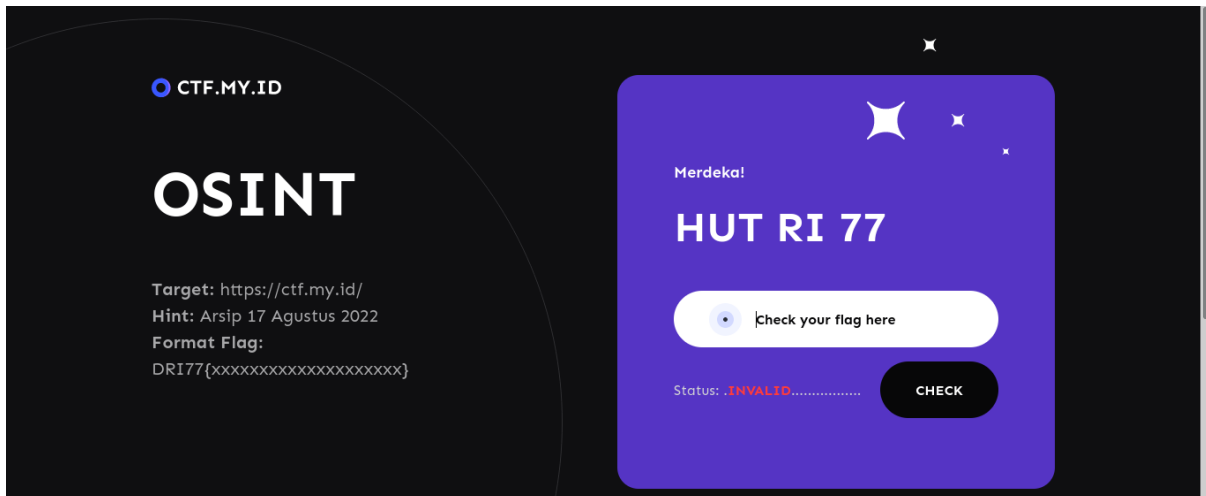 CTF.MY.ID
OSINT
Target: https://ctf.my.id/
Hint: Arsip 17 Agustus 2022
Format Flag:
DRI77{xxxxxxxxxxxxxxxxxxxx}
Merdeka!
HUT RI 77
Check your flag here
Status: .INVALID.................
CHECK